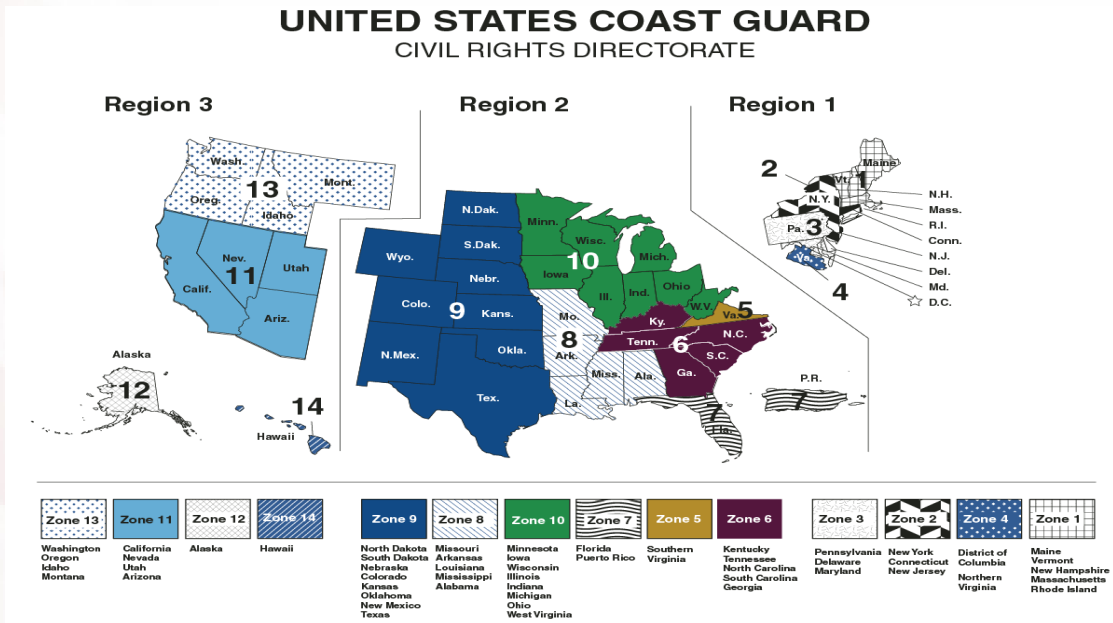 UNITED STATES COAST GUARD
CIVIL RIGHTS DIRECTORATE
Region 3
Region 2
Region 1
Wash.
Mont.
13
Oreg.
Idaho
Nev.
11
Utah
Calif.
Ariz.
Alaska
12
14
Hawaii
N.Dak.
S.Dak.
Wyo.
Nebr.
Colo.
9
Kans.
N.Mex.
Okla.
Tex.
Minn.
Wisc.
Mich.
10
Iowa
Ill.
Ind.
Ohio
W.V.
Mo.
8
Ark.
Miss.
Ala.
La.
Ky.
Va.
5
Tenn.
6
N.C.
S.C.
Ga.
7
Fla.
P.R.
7
2
Maine
Vt.
1
N.Y.
Pa.
3
Va.
4
N.H.
Mass.
R.I.
Conn.
N.J.
Del.
Md.
D.C.
Zone 13
Washington
Oregon
Idaho
Montana
Zone 11
California
Nevada
Utah
Arizona
Zone 12
Alaska
Zone 14
Hawaii
Zone 9
North Dakota
South Dakota
Nebraska
Colorado
Kansas
Oklahoma
New Mexico
Texas
Zone 8
Missouri
Arkansas
Louisiana
Mississippi
Alabama
Zone 10
Minnesota
Iowa
Wisconsin
Illinois
Indiana
Michigan
Ohio
West Virginia
Zone 7
Florida
Puerto Rico
Zone 5
Southern
Virginia
Zone 6
Kentucky
Tennessee
North Carolina
South Carolina
Georgia
Zone 3
Pennsylvania
Delaware
Maryland
Zone 2
New York
Connecticut
New Jersey
Zone 4
District of
Columbia
Northern
Virginia
Zone 1
Maine
Vermont
New Hampshire
Massachusetts
Rhode Island